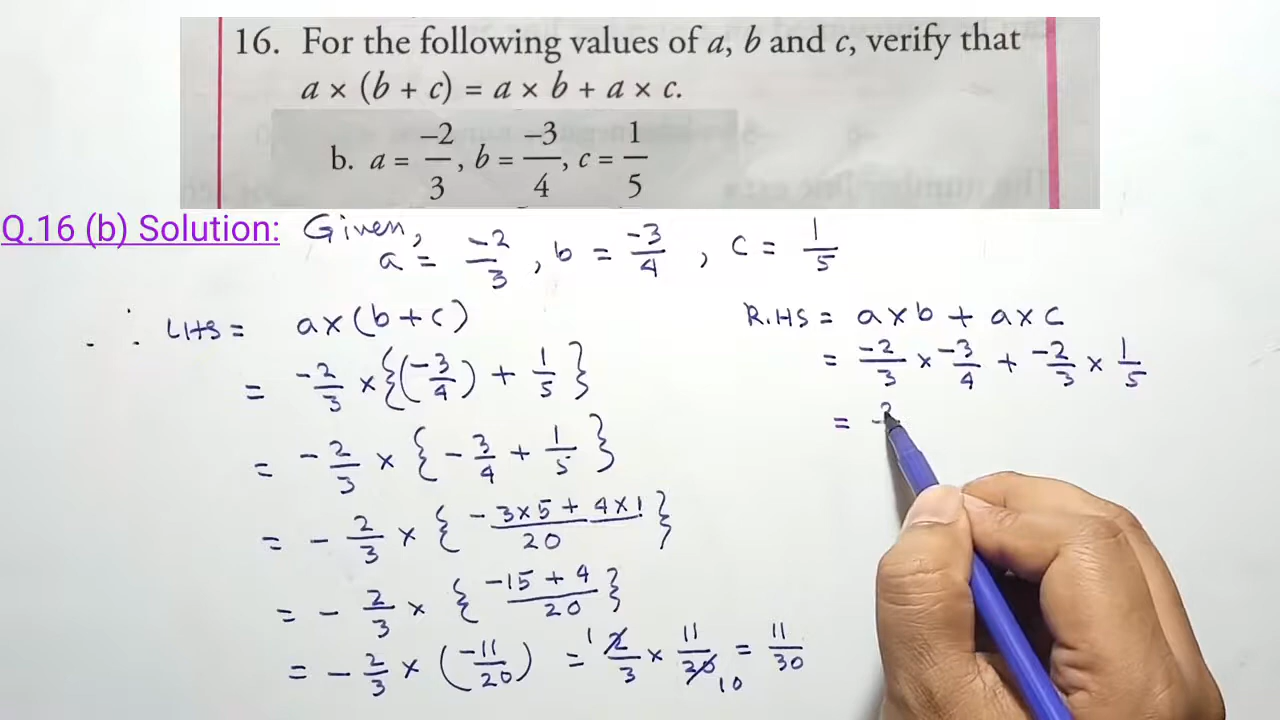 16. For the following values of a, b and c, verify that
a × (b + c) = a × b + a × c.
b. a = -2/3, b = -3/4, c = 1/5
Q.16 (b) Solution: Given,
a = -2/3, b = -3/4, c = 1/5
∴ LHS = a×(b+c)
= -2/3 × {(-3/4) + 1/5}
= -2/3 × {-3/4 + 1/5}
= -2/3 × {-3×5 + 4×1/20}
= -2/3 × {-15 + 4/20}
= -2/3 × (-11/20) = 1 2/3 × 11/30 10 = 11/30
R.HS = a×b + a×c
= -2/3 × -3/4 + -2/3 × 1/5
=